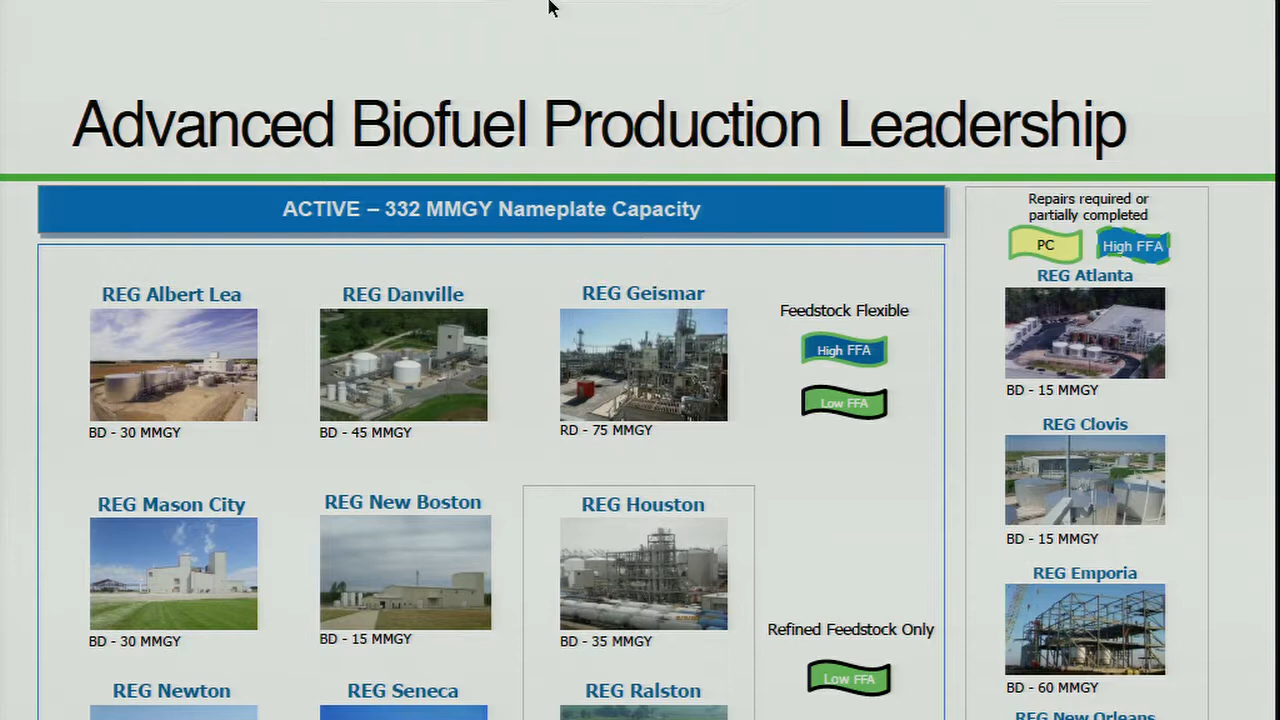 Advanced Biofuel Production Leadership
ACTIVE – 332 MMGY Nameplate Capacity
REG Albert Lea
REG Danville
REG Geismar
BD - 30 MMGY
BD - 45 MMGY
RD - 75 MMGY
Feedstock Flexible
High FFA
Low FFA
REG Mason City
REG New Boston
REG Houston
BD - 30 MMGY
BD - 15 MMGY
BD - 35 MMGY
Refined Feedstock Only
Low FFA
REG Newton
REG Seneca
REG Ralston
Repairs required or
partially completed
PC
High FFA
REG Atlanta
BD - 15 MMGY
REG Clovis
BD - 15 MMGY
REG Emporia
BD - 60 MMGY
REG New Orleans